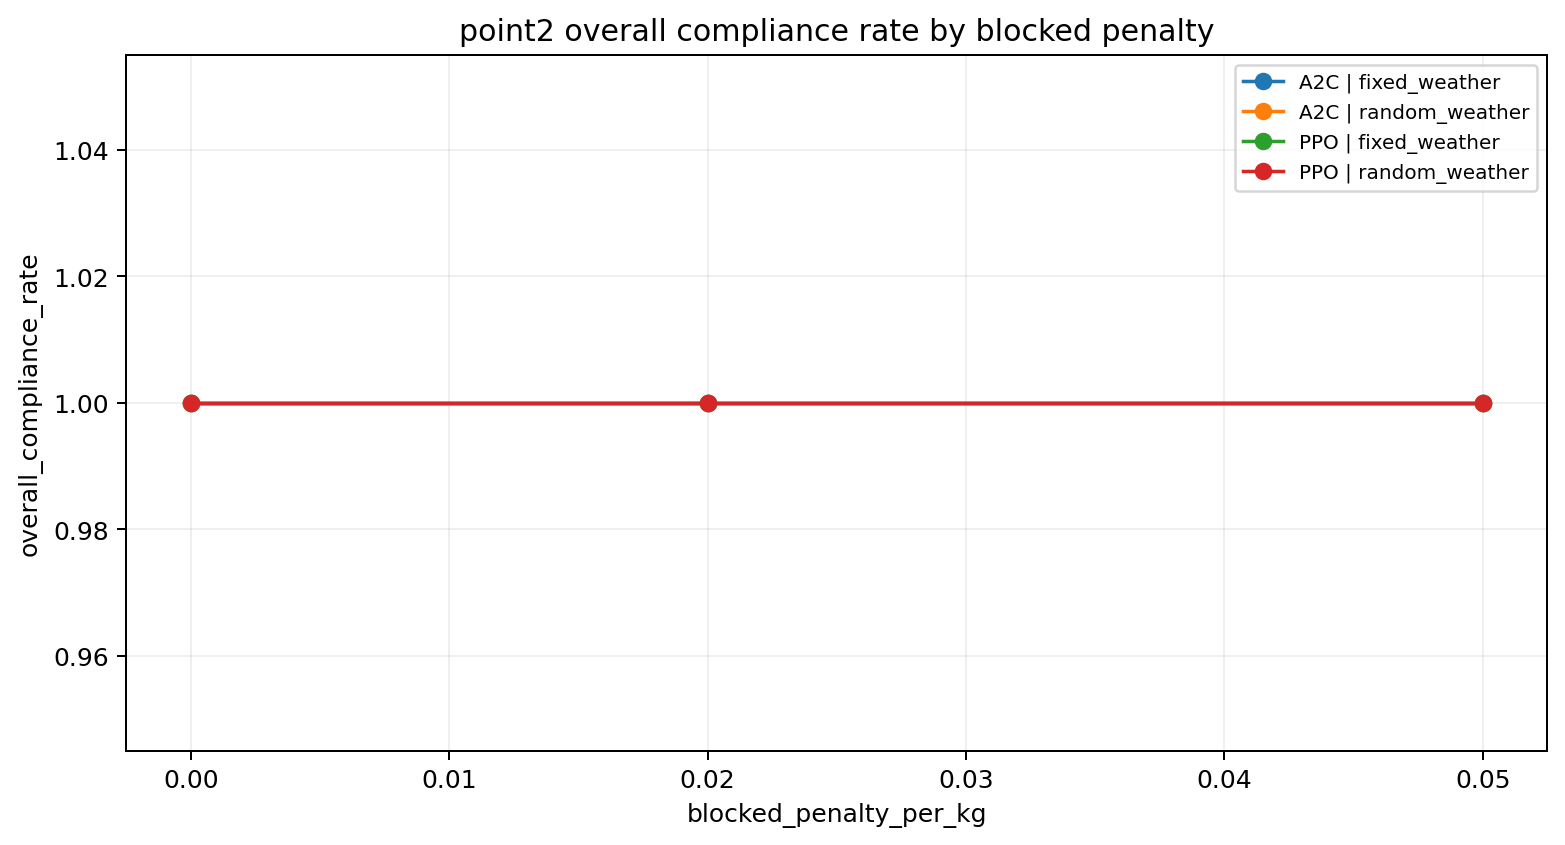 point2 overall compliance rate by blocked penalty
A2C | fixed_weather
A2C | random_weather
PPO | fixed_weather
PPO | random_weather
overall_compliance_rate
1.04
1.02
1.00
0.98
0.96
0.00 0.01 0.02 0.03 0.04 0.05
blocked_penalty_per_kg